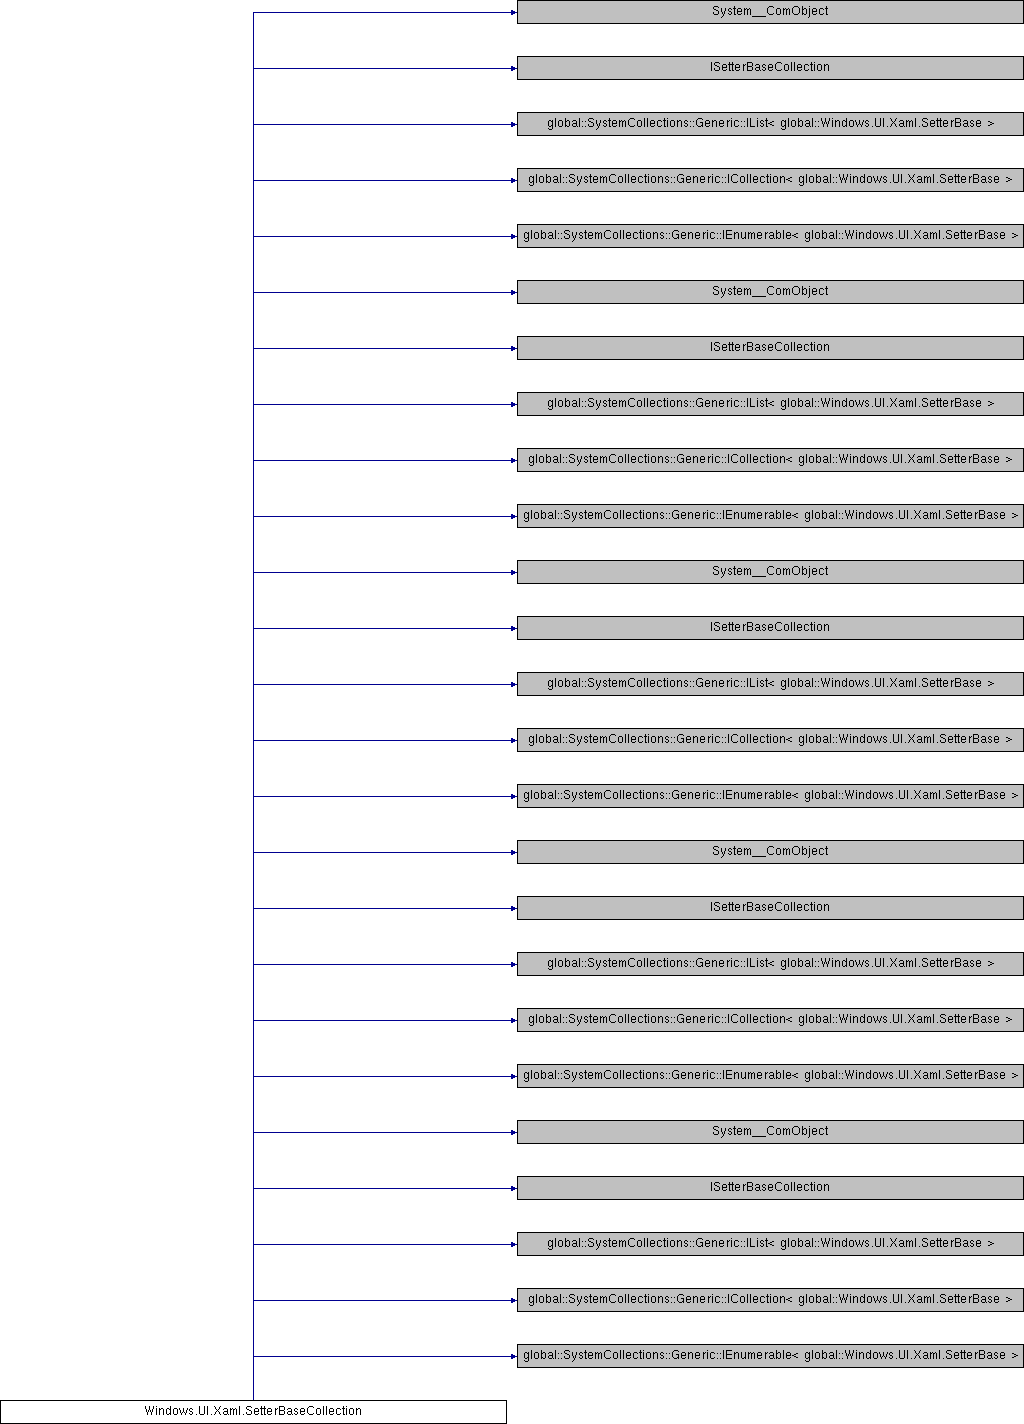 System__ComObject
ISetterBaseCollection
global::SystemCollections::Generic::IList< global::Windows.UI.Xaml.SetterBase >
global::SystemCollections::Generic::ICollection< global::Windows.UI.Xaml.SetterBase >
global::SystemCollections::Generic::IEnumerable< global::Windows.UI.Xaml.SetterBase >
System__ComObject
ISetterBaseCollection
global::SystemCollections::Generic::IList< global::Windows.UI.Xaml.SetterBase >
global::SystemCollections::Generic::ICollection< global::Windows.UI.Xaml.SetterBase >
global::SystemCollections::Generic::IEnumerable< global::Windows.UI.Xaml.SetterBase >
System__ComObject
ISetterBaseCollection
global::SystemCollections::Generic::IList< global::Windows.UI.Xaml.SetterBase >
global::SystemCollections::Generic::ICollection< global::Windows.UI.Xaml.SetterBase >
global::SystemCollections::Generic::IEnumerable< global::Windows.UI.Xaml.SetterBase >
System__ComObject
ISetterBaseCollection
global::SystemCollections::Generic::IList< global::Windows.UI.Xaml.SetterBase >
global::SystemCollections::Generic::ICollection< global::Windows.UI.Xaml.SetterBase >
global::SystemCollections::Generic::IEnumerable< global::Windows.UI.Xaml.SetterBase >
System__ComObject
ISetterBaseCollection
global::SystemCollections::Generic::IList< global::Windows.UI.Xaml.SetterBase >
global::SystemCollections::Generic::ICollection< global::Windows.UI.Xaml.SetterBase >
global::SystemCollections::Generic::IEnumerable< global::Windows.UI.Xaml.SetterBase >
Windows.UI.Xaml.SetterBaseCollection